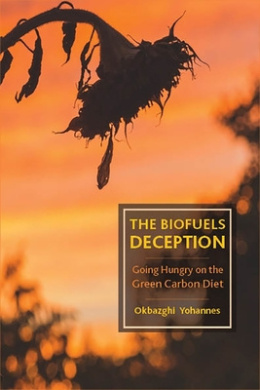 THE BIOFUELS
DECEPTION
Going Hungry on the
Green Carbon Diet
Okbazghi Yohannes